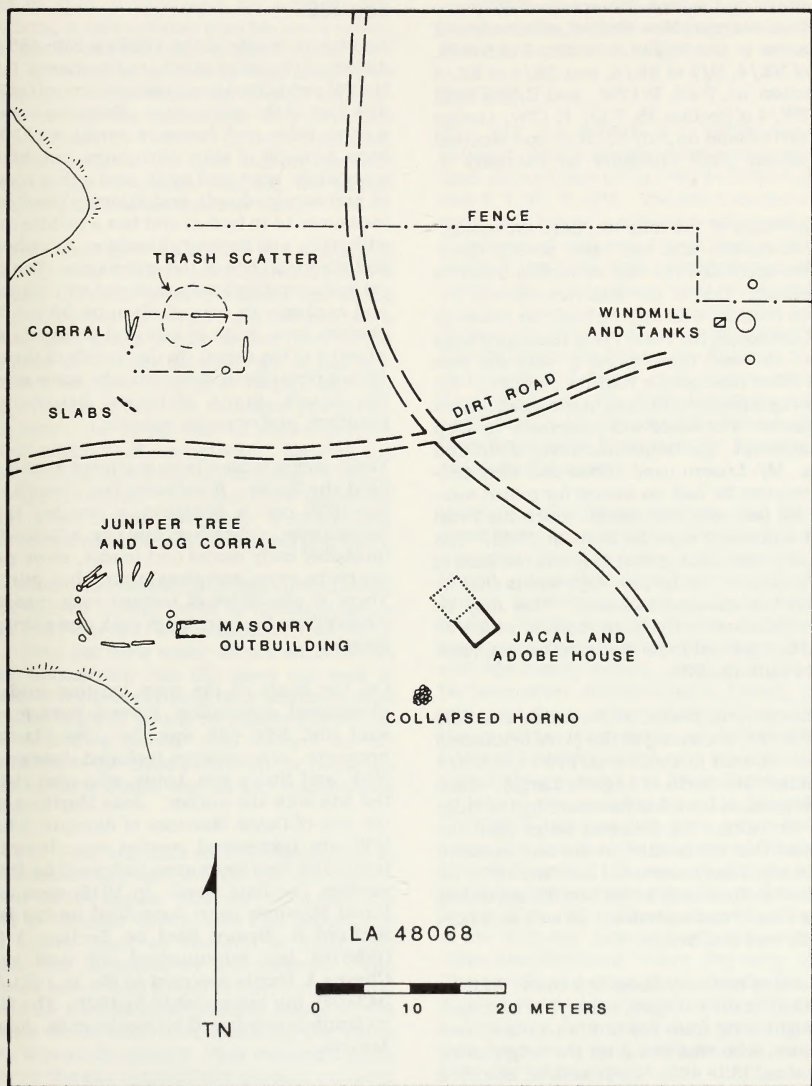 FENCE
TRASH SCATTER
WINDMILL
AND TANKS
CORRAL
DIRT ROAD
SLABS
JUNIPER TREE
AND LOG CORRAL
MASONRY
OUTBUILDING
JACAL AND
ADOBE HOUSE
COLLAPSED HORNO
LA 48068
0 10 20 METERS
TN